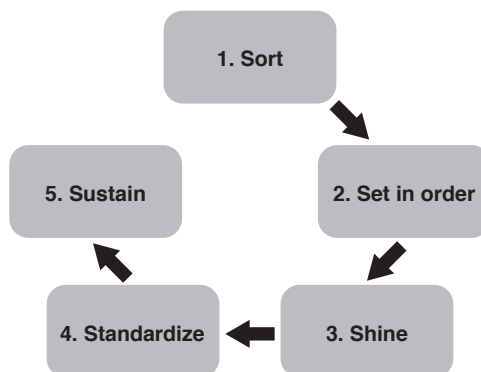 1. Sort
2. Set in order
3. Shine
4. Standardize
5. Sustain